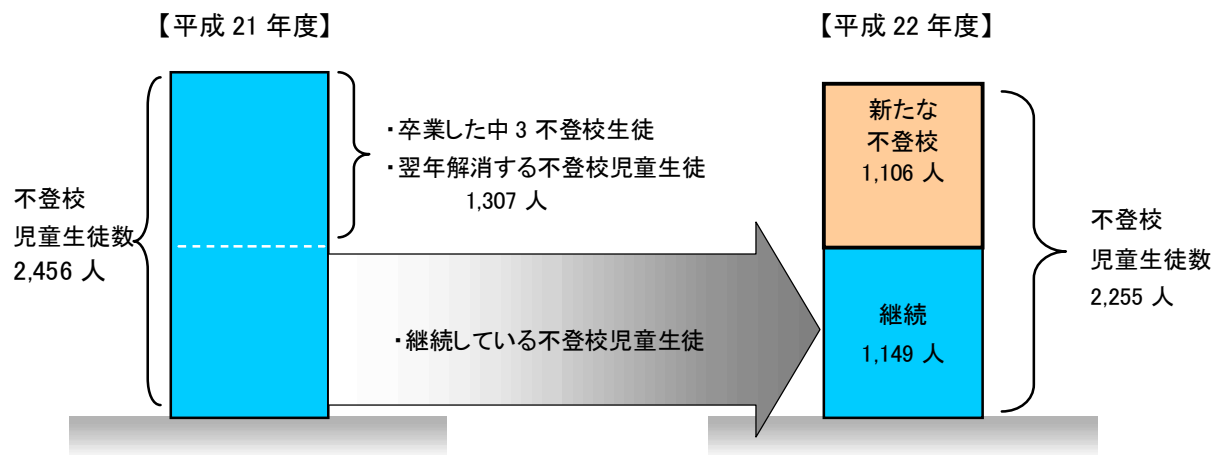 【平成 21 年度】
【平成 22 年度】
不登校
児童生徒数
2,456 人
・卒業した中 3 不登校生徒
・翌年解消する不登校児童生徒
1,307 人
・継続している不登校児童生徒
新たな
不登校
1,106 人
継続
1,149 人
不登校
児童生徒数
2,255 人